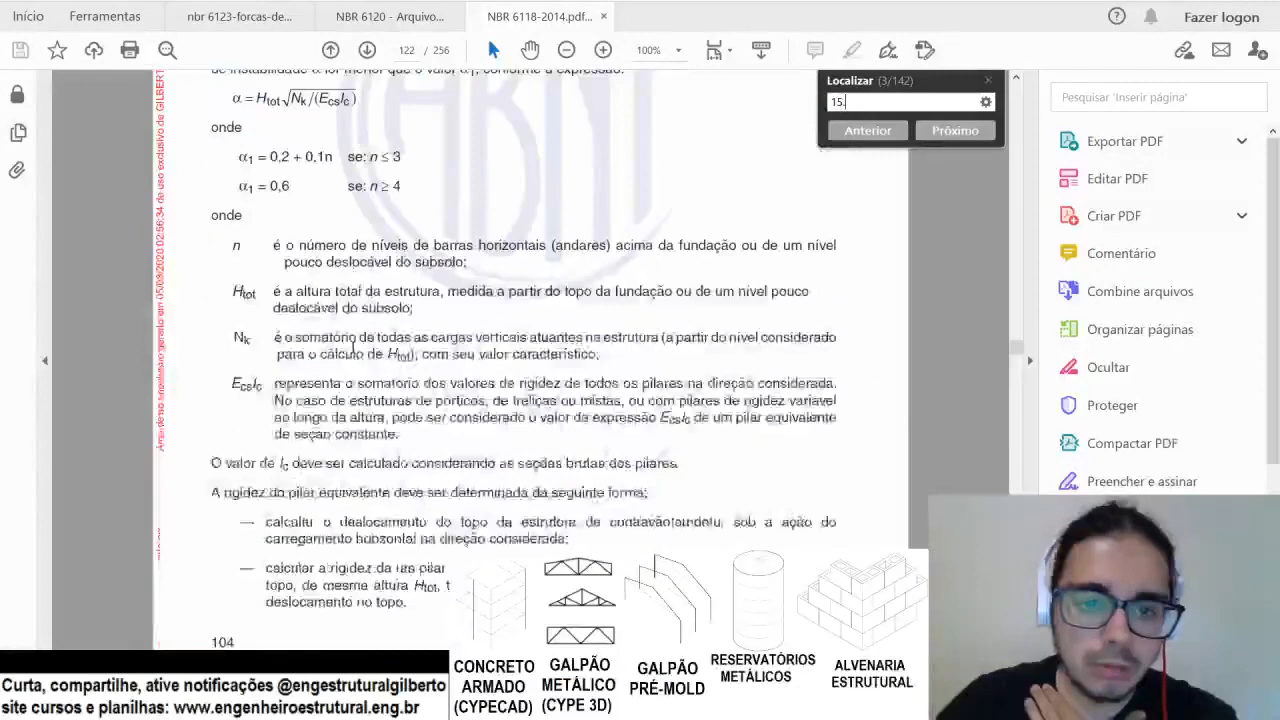 Início Ferramentas nbr 6123-forcas-de... NBR 6120 - Arquivo... NBR 6118-2014.pdf... × Fazer logon
122 / 256 100%
Localizar (3/142)
15.
Anterior Próximo
Pesquisar 'Inserir página'
Exportar PDF
Editar PDF
Criar PDF
Comentário
Combine arquivos
Organizar páginas
Ocultar
Proteger
Compactar PDF
Preencher e assinar
de instabilidade α for menor que o valor α1, conforme a expressão:
α = Htot √Nk/(EcsIc)
onde
α1 = 0,2 + 0,1n se: n ≤ 3
α1 = 0,6 se: n ≥ 4
onde
n é o número de níveis de barras horizontais (andares) acima da fundação ou de um nível
pouco deslocável do subsolo;
Htot é a altura total da estrutura, medida a partir do topo da fundação ou de um nível pouco
deslocável do subsolo;
Nk é o somatório de todas as cargas verticais atuantes na estrutura (a partir do nível considerado
para o cálculo de Htot), com seu valor característico;
EcsIc representa o somatório dos valores de rigidez de todos os pilares na direção considerada.
No caso de estruturas de pórticos, de treliças ou mistas, ou com pilares de rigidez variável
ao longo da altura, pode ser considerado o valor da expressão EcsIc de um pilar equivalente
de seção constante.
O valor de Ic deve ser calculado considerando as seções brutas dos pilares.
A rigidez do pilar equivalente deve ser determinada da seguinte forma:
— o deslocamento do topo da de sob a ação do
carregamento horizontal na direção considerada;
— calcular a rigidez de um pilar
topo, de mesma altura Htot, t
deslocamento no topo.
104
CONCRETO
ARMADO
(CYPECAD)
GALPÃO
METÁLICO
(CYPE 3D)
GALPÃO
PRÉ-MOLD
RESERVATÓRIOS
METÁLICOS
ALVENARIA
ESTRUTURAL
Curta, compartilhe, ative notificações @engestruturalgilberto
site cursos e planilhas: www.engenheiroestrutural.eng.br